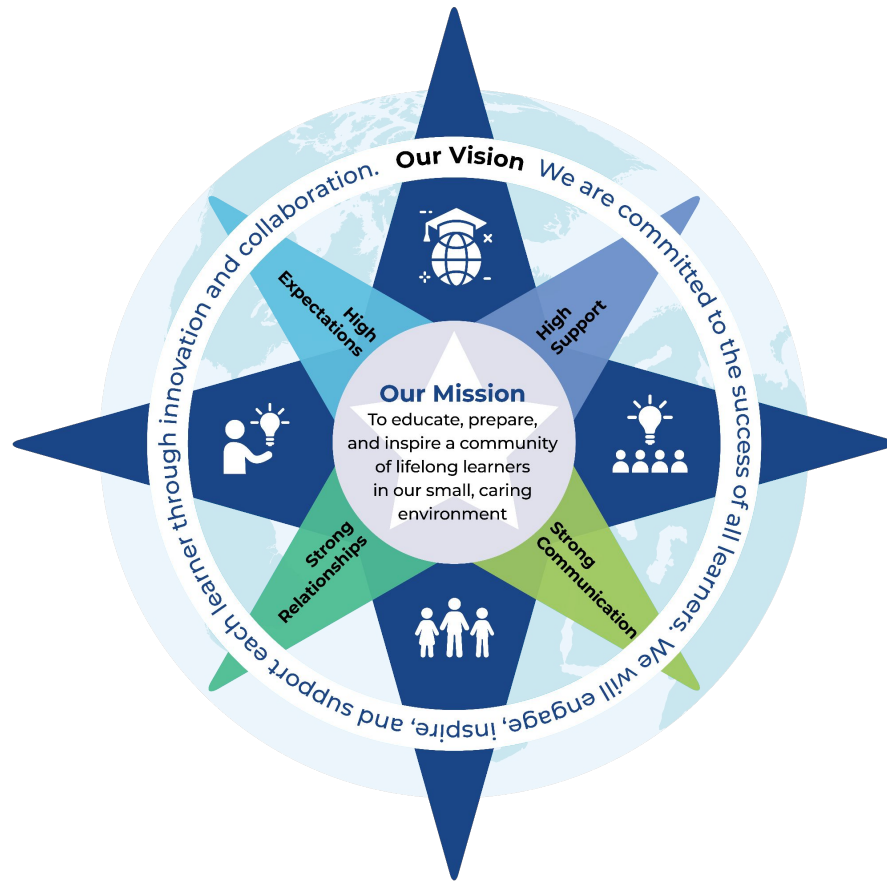 Our Vision
We are committed to the success of all learners. We will engage, inspire, and support each learner through innovation and collaboration.
High
Expectations
High
Support
Our Mission
To educate, prepare,
and inspire a community
of lifelong learners
in our small, caring
environment
Strong
Relationships
Strong
Communication